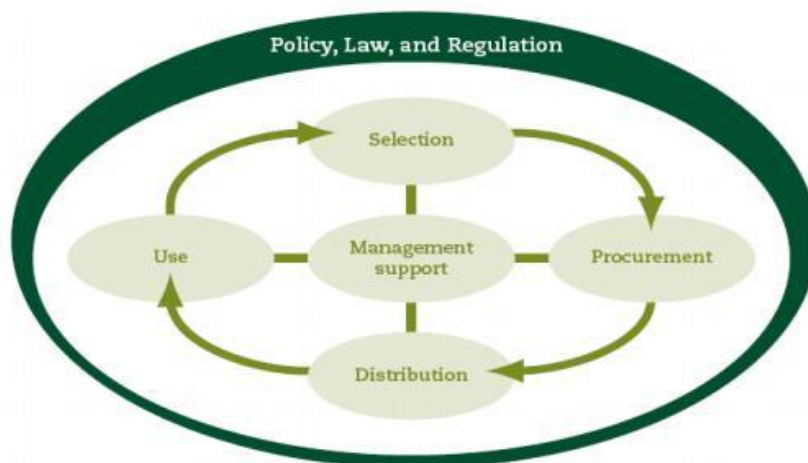 Policy, Law, and Regulation
Selection
Use
Management
support
Procurement
Distribution